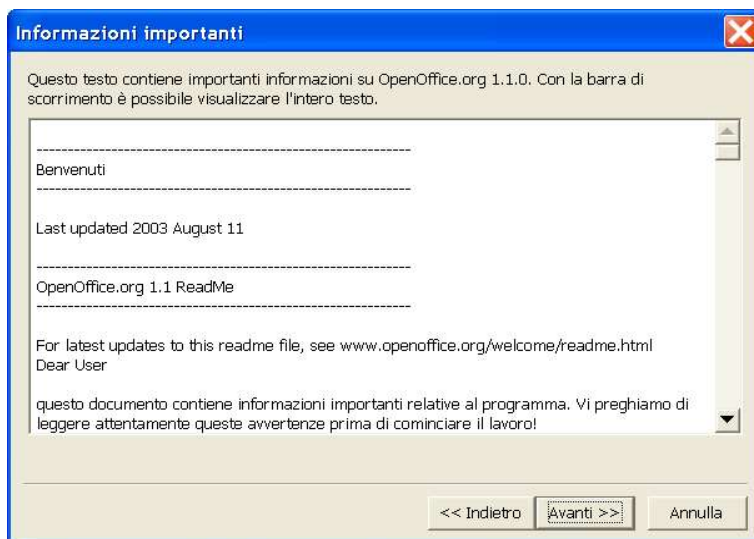 Informazioni importanti
Questo testo contiene importanti informazioni su OpenOffice.org 1.1.0. Con la barra di
scorrimento è possibile visualizzare l'intero testo.
--------------------------------------------------------------
Benvenuti
--------------------------------------------------------------
Last updated 2003 August 11
--------------------------------------------------------------
OpenOffice.org 1.1 ReadMe
--------------------------------------------------------------
For latest updates to this readme file, see www.openoffice.org/welcome/readme.html
Dear User
questo documento contiene informazioni importanti relative al programma. Vi preghiamo di
leggere attentamente queste avvertenze prima di cominciare il lavoro!
<< Indietro Avanti >> Annulla